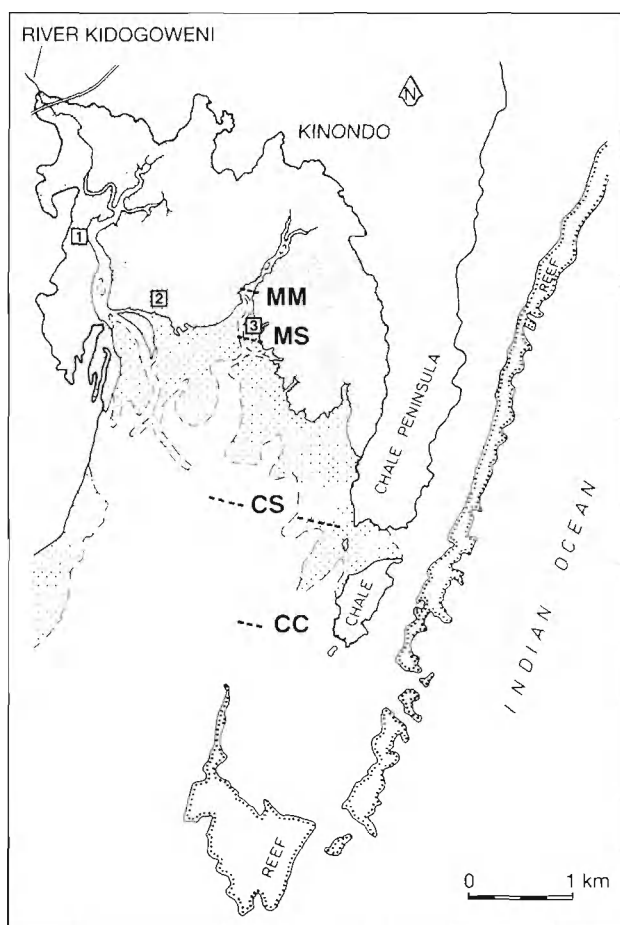 RIVER KIDOGOWENI
N
KINONDO
1
2
MM
3
MS
REEF
CHALE PENINSULA
CS
INDIAN OCEAN
CHALE
CC
REEF
0 1 km